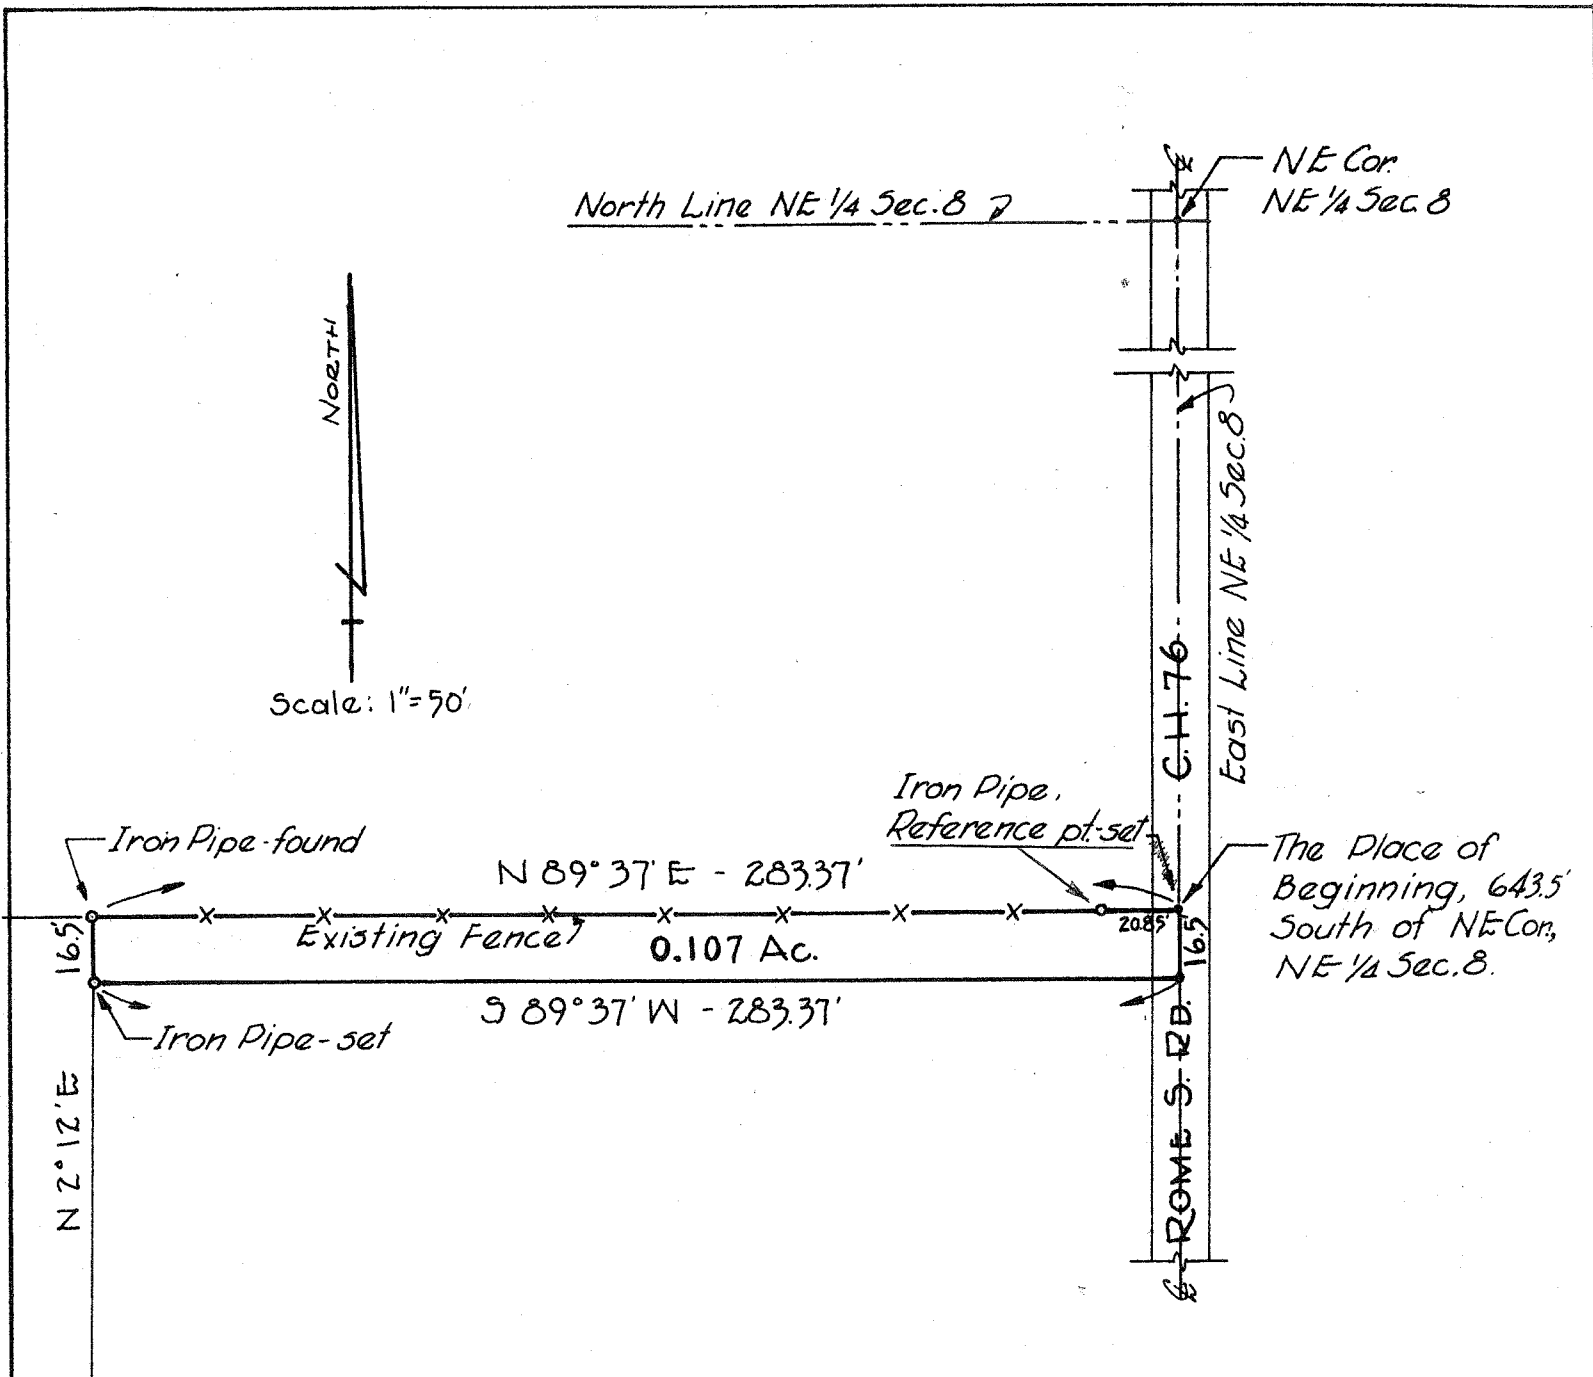 NE Cor.
NE 1/4 Sec. 8
North Line NE 1/4 Sec. 8
NORTH
Scale: 1"=50'
East Line NE 1/4 Sec. 8
C.H. 76
Iron Pipe,
Reference pt.-set
Iron Pipe-found
The Place of
Beginning, 643.5'
South of NE Cor.,
NE 1/4 Sec. 8.
N 89° 37' E - 283.37'
Existing Fence
0.107 Ac.
20.85'
16.5'
16.5'
S 89° 37' W - 283.37'
Iron Pipe-set
N 2° 12' E
ROME S. RD.